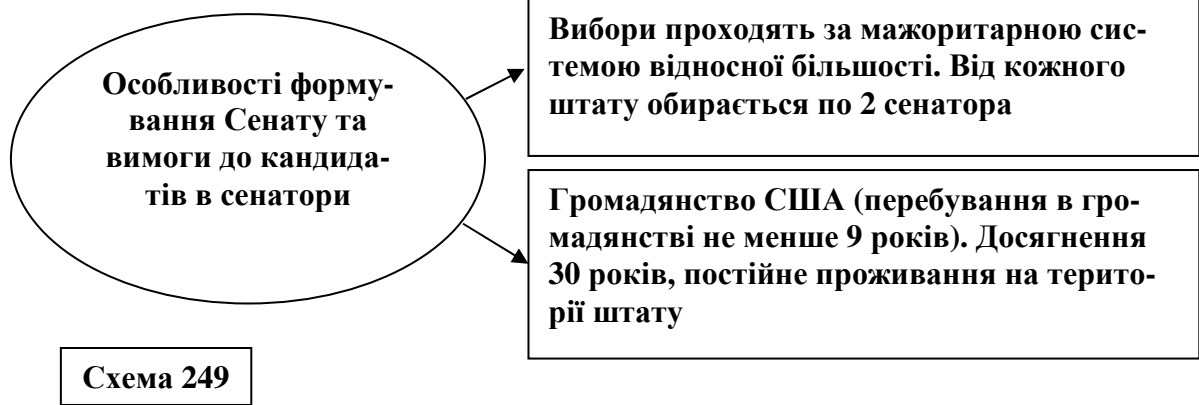 Особливості форму-
вання Сенату та
вимоги до кандида-
тів в сенатори
Вибори проходять за мажоритарною сис-
темою відносної більшості. Від кожного
штату обирається по 2 сенатора
Громадянство США (перебування в гро-
мадянстві не менше 9 років). Досягнення
30 років, постійне проживання на терито-
рії штату
Схема 249